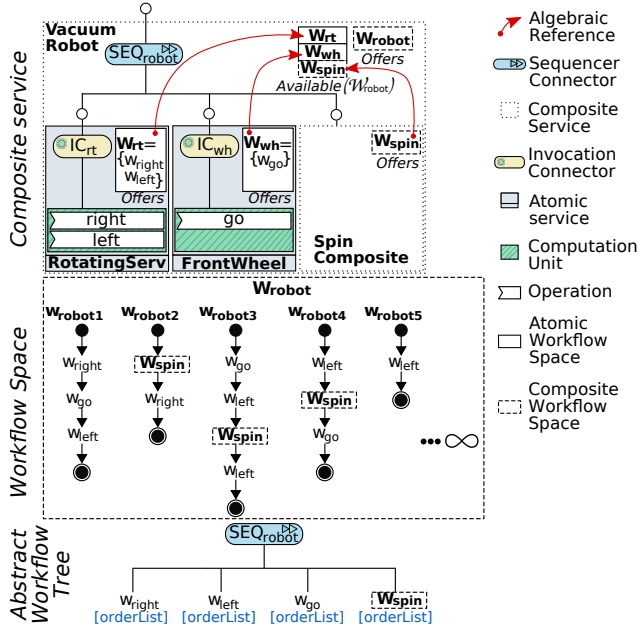 Composite service
Vacuum
Robot
SEQrobot
Wrt
Wwh
Wspin
Available(Wrobot)
Wrobot
Offers
ICrt
Wrt=
{wright
wleft}
Offers
right
left
RotatingServ
ICwh
Wwh=
{wgo}
Offers
go
FrontWheel
Wspin
Offers
Spin
Composite
Algebraic
Reference
Sequencer
Connector
Composite
Service
Invocation
Connector
Atomic
service
Computation
Unit
Operation
Atomic
Workflow
Space
Composite
Workflow
Space
Workflow Space
Wrobot
wrobot1 wrobot2 wrobot3 wrobot4 wrobot5
wright Wspin wgo wleft wleft
wgo wright wleft Wspin
wleft Wspin wgo
wleft
•••∞
Abstract
Workflow
Tree
SEQrobot
wright wleft wgo Wspin
[orderList] [orderList] [orderList] [orderList]